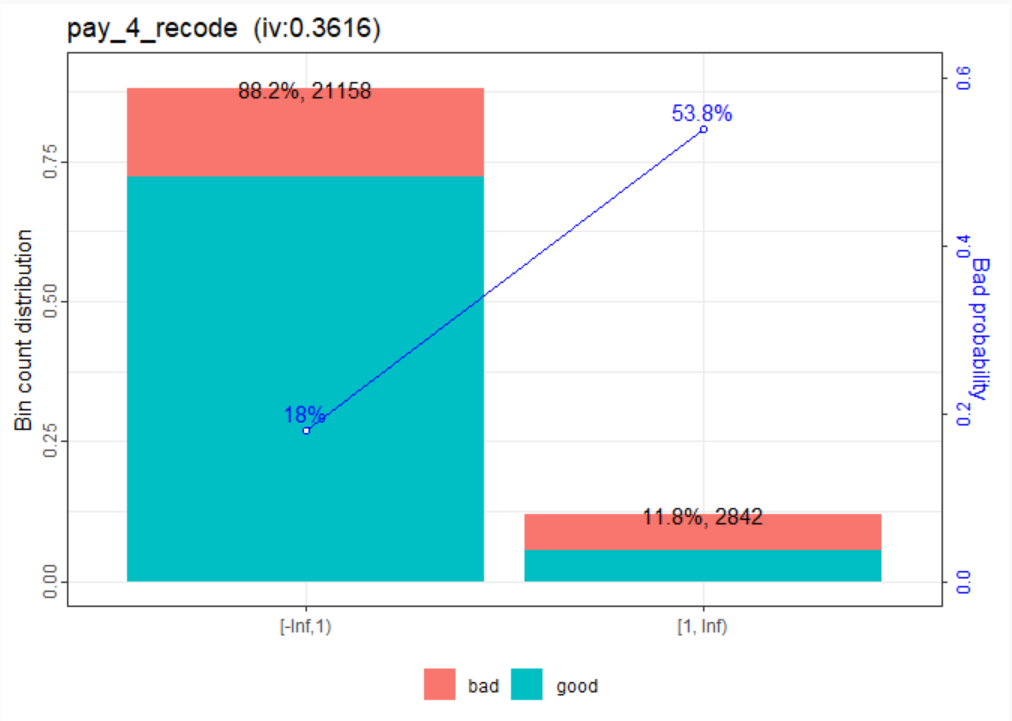 pay_4_recode  (iv:0.3616)
88.2%, 21158
53.8%
18%
11.8%, 2842
Bin count distribution
0.75
0.50
0.25
0.00
0.6
0.4
0.2
0.0
Bad probability
[-Inf,1)
[1, Inf)
bad
good